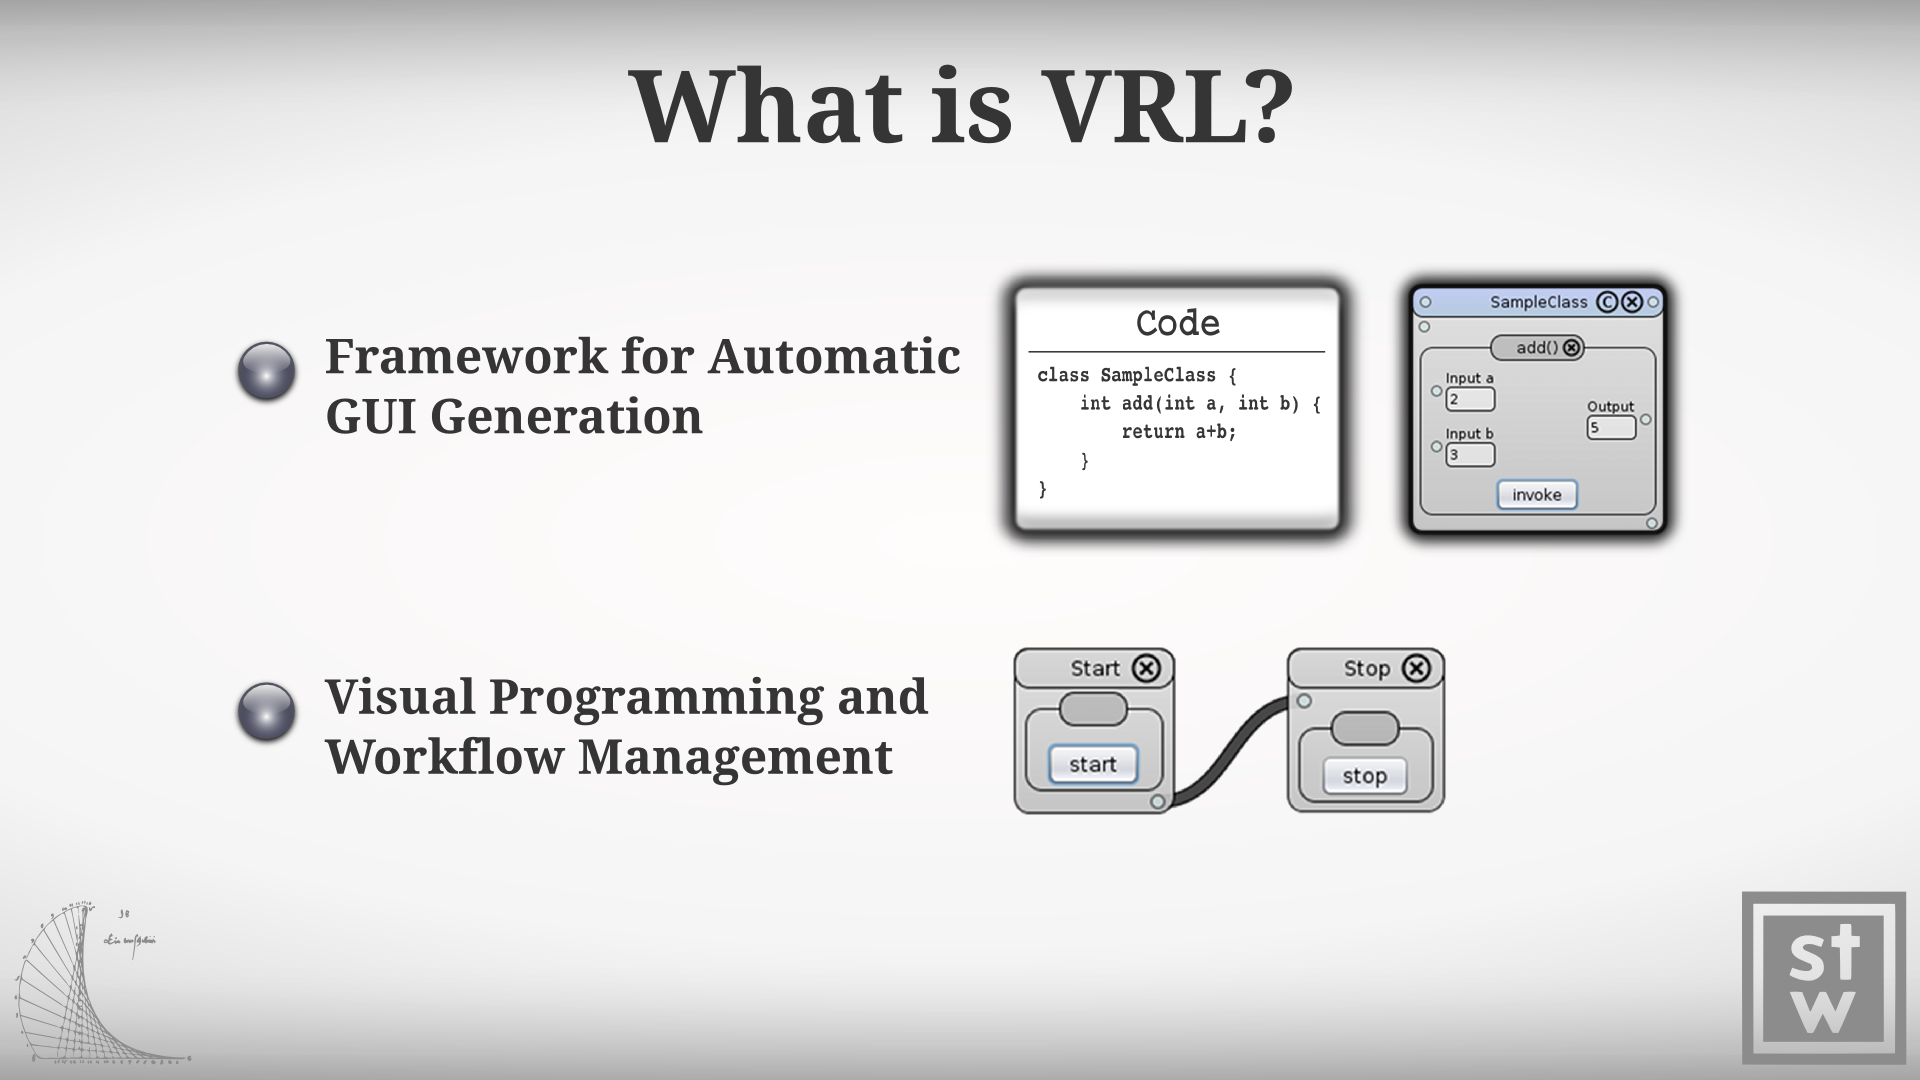 What is VRL?
Framework for Automatic
GUI Generation
Code
class SampleClass {
    int add(int a, int b) {
        return a+b;
    }
}
SampleClass C
add()
Input a
2
Input b
3
Output
5
invoke
Visual Programming and
Workflow Management
Start
start
Stop
stop
st
w